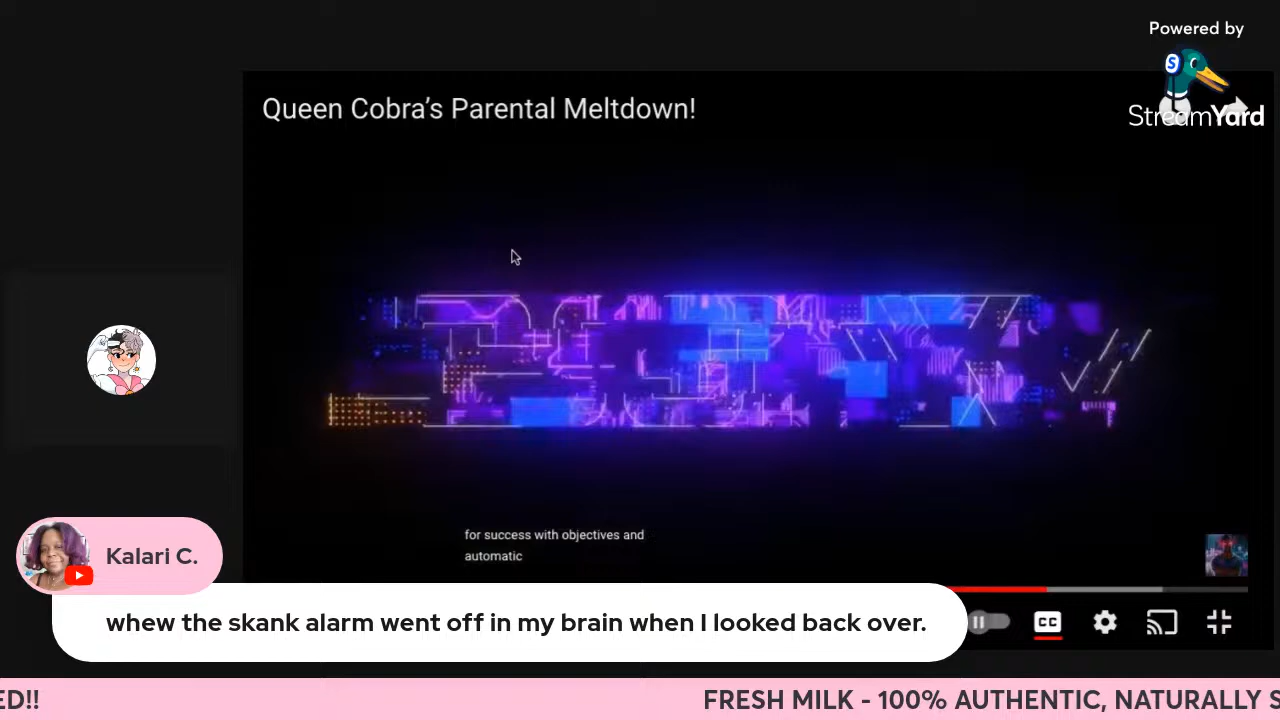 Powered by
StreamYard
Queen Cobra’s Parental Meltdown!
for success with objectives and
automatic
Kalari C.
whew the skank alarm went off in my brain when I looked back over.
CC
ED!!
FRESH MILK - 100% AUTHENTIC, NATURALLY S